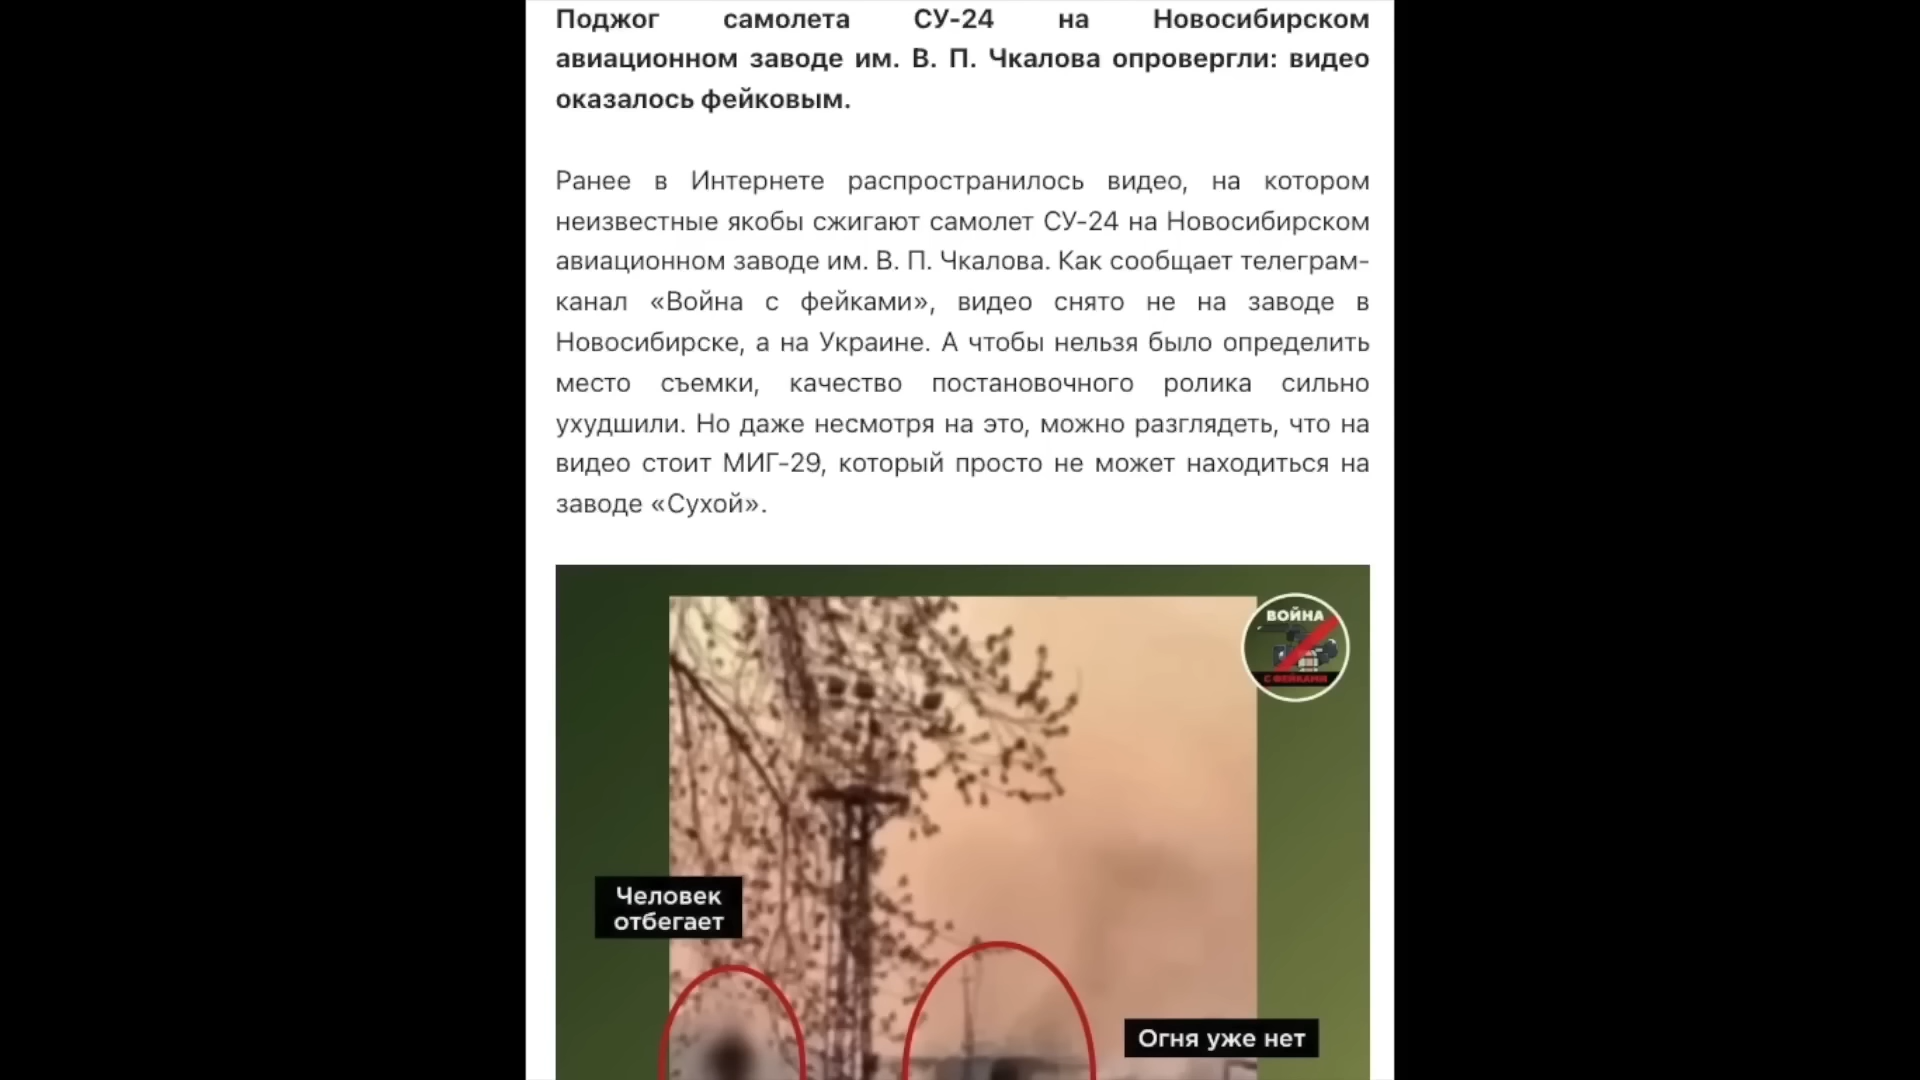 Поджог самолета СУ-24 на Новосибирском
авиационном заводе им. В. П. Чкалова опровергли: видео
оказалось фейковым.
Ранее в Интернете распространилось видео, на котором
неизвестные якобы сжигают самолет СУ-24 на Новосибирском
авиационном заводе им. В. П. Чкалова. Как сообщает телеграм-
канал «Война с фейками», видео снято не на заводе в
Новосибирске, а на Украине. А чтобы нельзя было определить
место съемки, качество постановочного ролика сильно
ухудшили. Но даже несмотря на это, можно разглядеть, что на
видео стоит МИГ-29, который просто не может находиться на
заводе «Сухой».
ВОЙНА
С ФЕЙКАМИ
Человек
отбегает
Огня уже нет